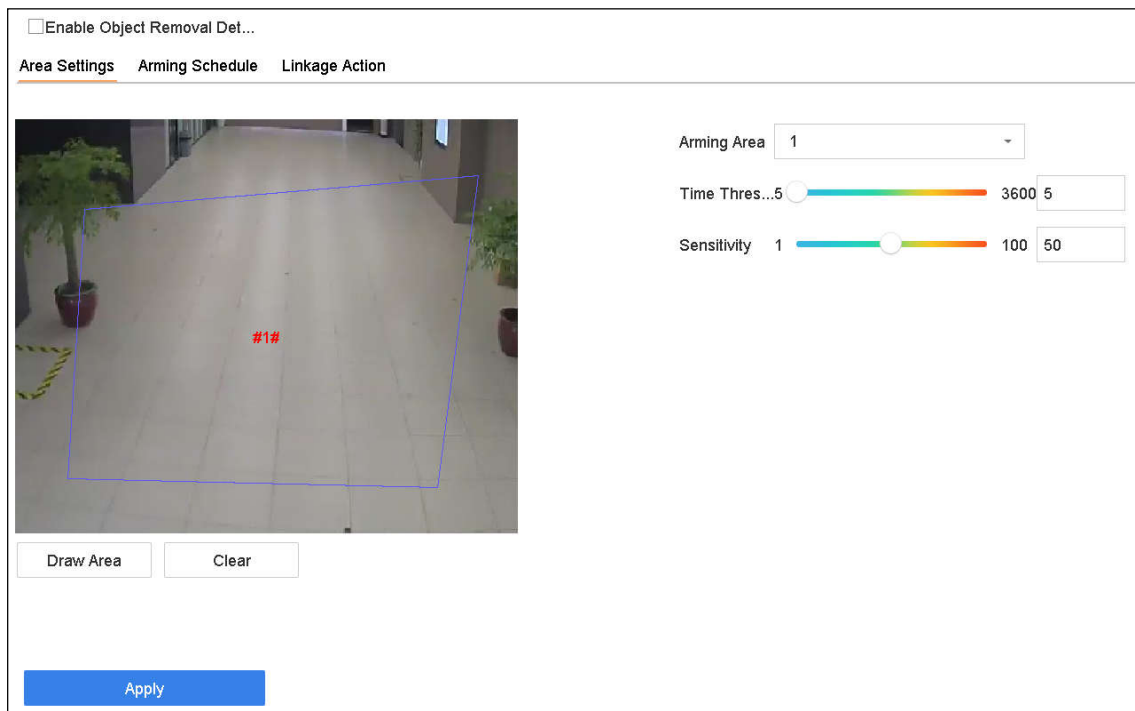 Enable Object Removal Det...
Area Settings Arming Schedule Linkage Action
Arming Area 1
Time Thres...5 3600 5
Sensitivity 1 100 50
#1#
Draw Area Clear
Apply